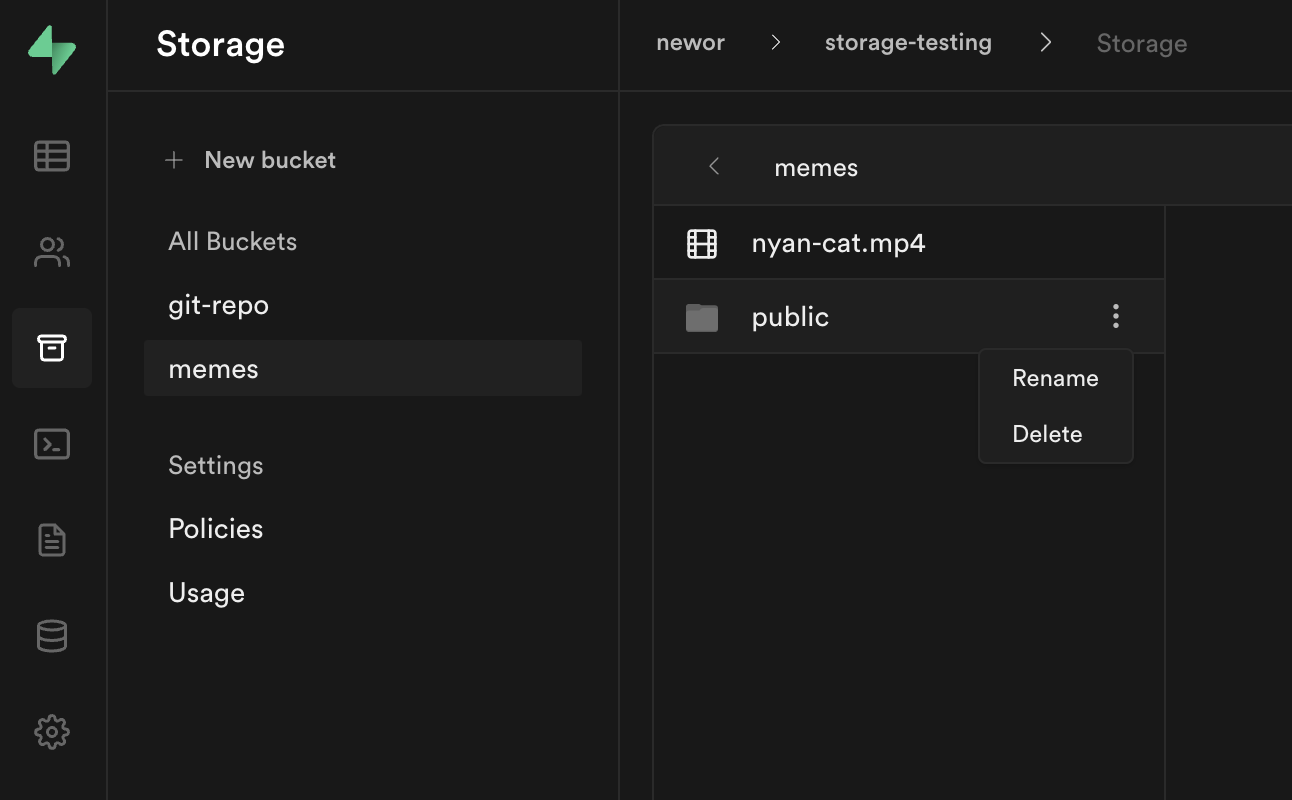 Storage
newor
storage-testing
Storage
New bucket
All Buckets
git-repo
memes
Settings
Policies
Usage
memes
nyan-cat.mp4
public
Rename
Delete